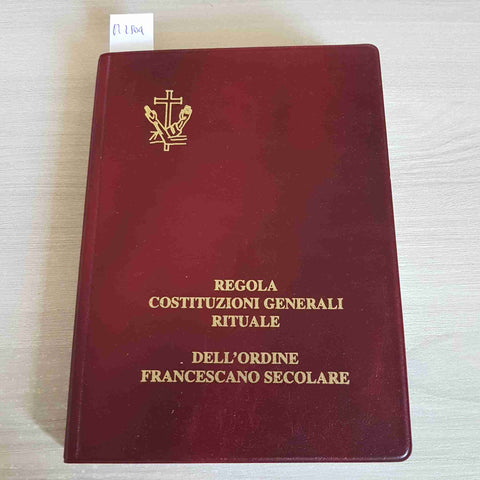 REGOLA
COSTITUZIONI GENERALI
RITUALE
DELL'ORDINE
FRANCESCANO SECOLARE